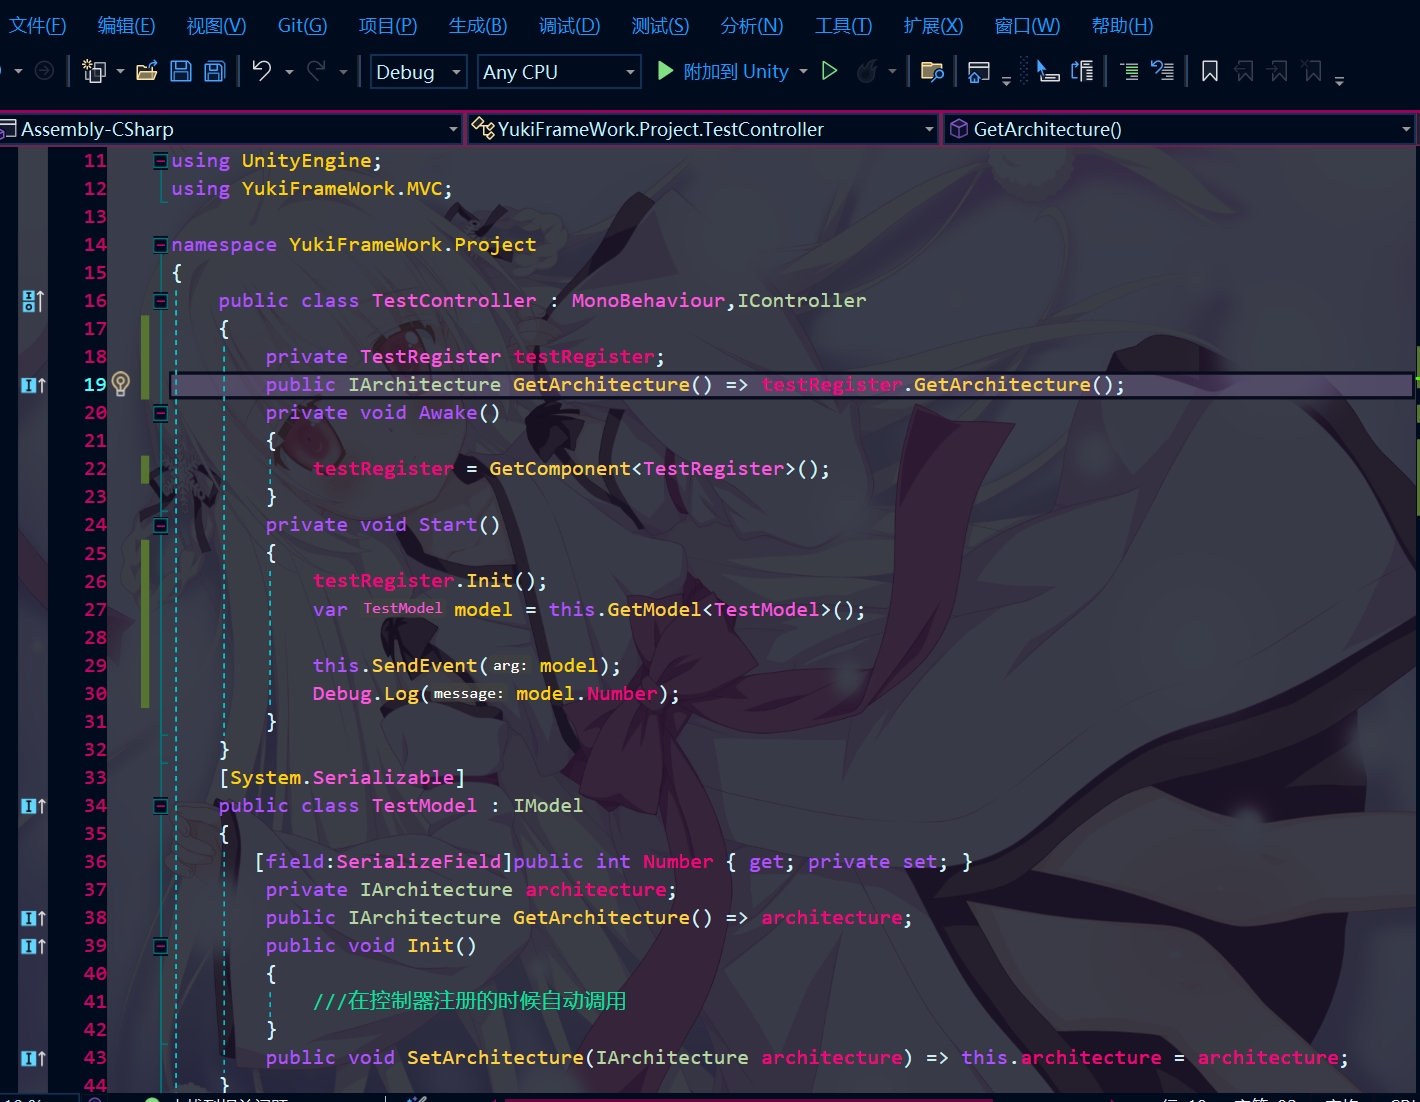 文件(F) 编辑(E) 视图(V) Git(G) 项目(P) 生成(B) 调试(D) 测试(S) 分析(N) 工具(T) 扩展(X) 窗口(W) 帮助(H)
Debug Any CPU 附加到 Unity
Assembly-CSharp YukiFrameWork.Project.TestController GetArchitecture()
11 using UnityEngine;
12 using YukiFrameWork.MVC;
13
14 namespace YukiFrameWork.Project
15 {
16 public class TestController : MonoBehaviour,IController
17 {
18 private TestRegister testRegister;
19 public IArchitecture GetArchitecture() => testRegister.GetArchitecture();
20 private void Awake()
21 {
22 testRegister = GetComponent<TestRegister>();
23 }
24 private void Start()
25 {
26 testRegister.Init();
27 var TestModel model = this.GetModel<TestModel>();
28
29 this.SendEvent(arg: model);
30 Debug.Log(message: model.Number);
31 }
32 }
33 [System.Serializable]
34 public class TestModel : IModel
35 {
36 [field:SerializeField]public int Number { get; private set; }
37 private IArchitecture architecture;
38 public IArchitecture GetArchitecture() => architecture;
39 public void Init()
40 {
41 ///在控制器注册的时候自动调用
42 }
43 public void SetArchitecture(IArchitecture architecture) => this.architecture = architecture;
44 }